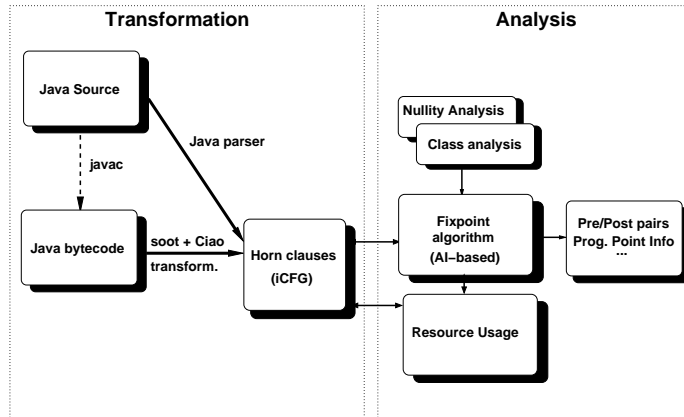 Transformation
Analysis
Java Source
Nullity Analysis
Class analysis
Java parser
javac
Java bytecode
soot + Ciao
transform.
Horn clauses
(iCFG)
Fixpoint
algorithm
(AI−based)
Pre/Post pairs
Prog. Point Info
...
Resource Usage